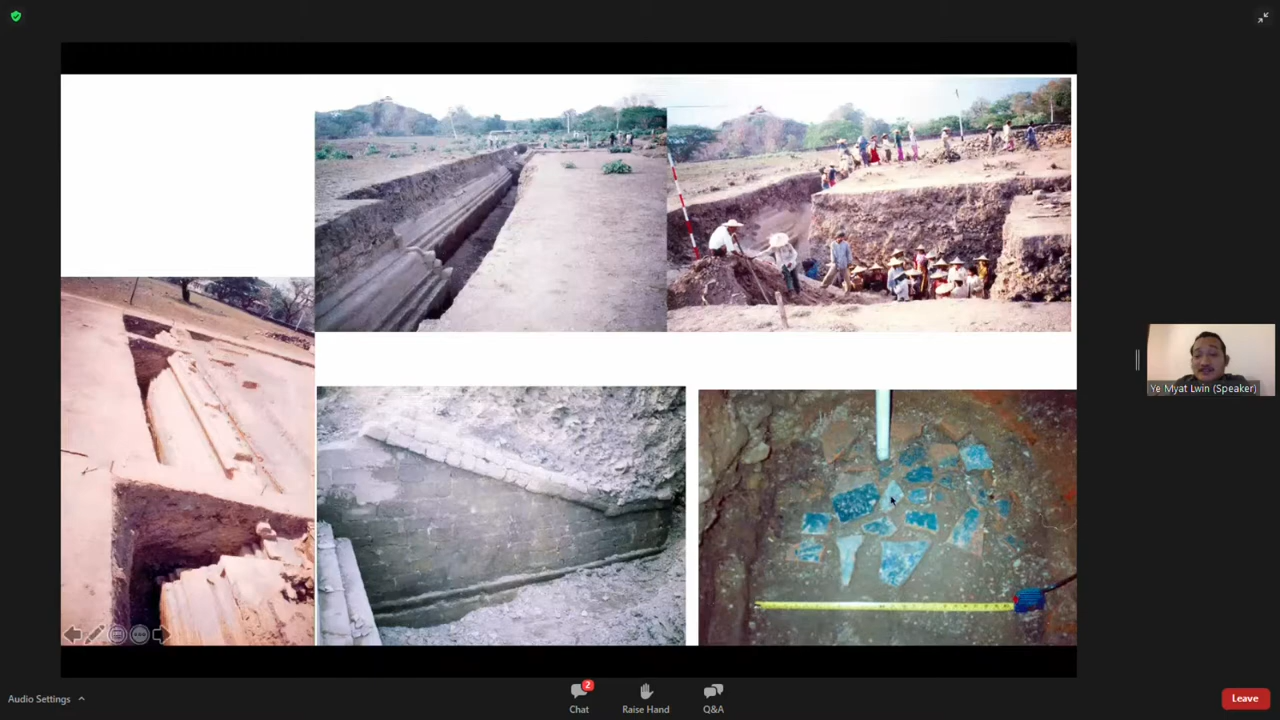 Ye Myat Lwin (Speaker)
Audio Settings
2
Chat
Raise Hand
Q&A
Leave